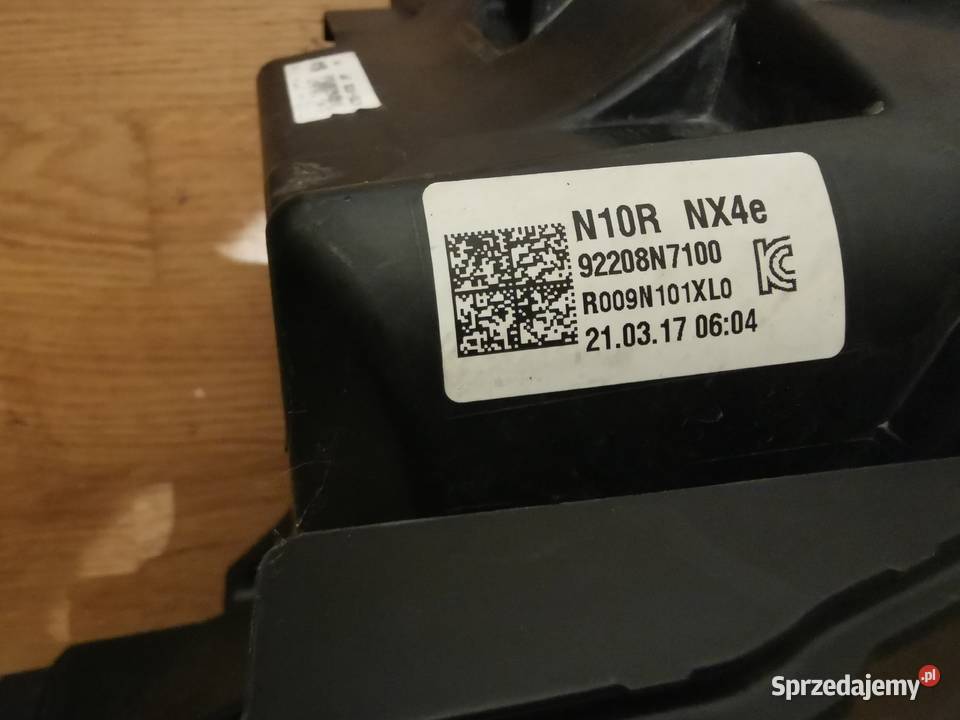 N10R NX4e
92208N7100
R009N101XL0
21.03.17 06:04
Sprzedajemy.pl